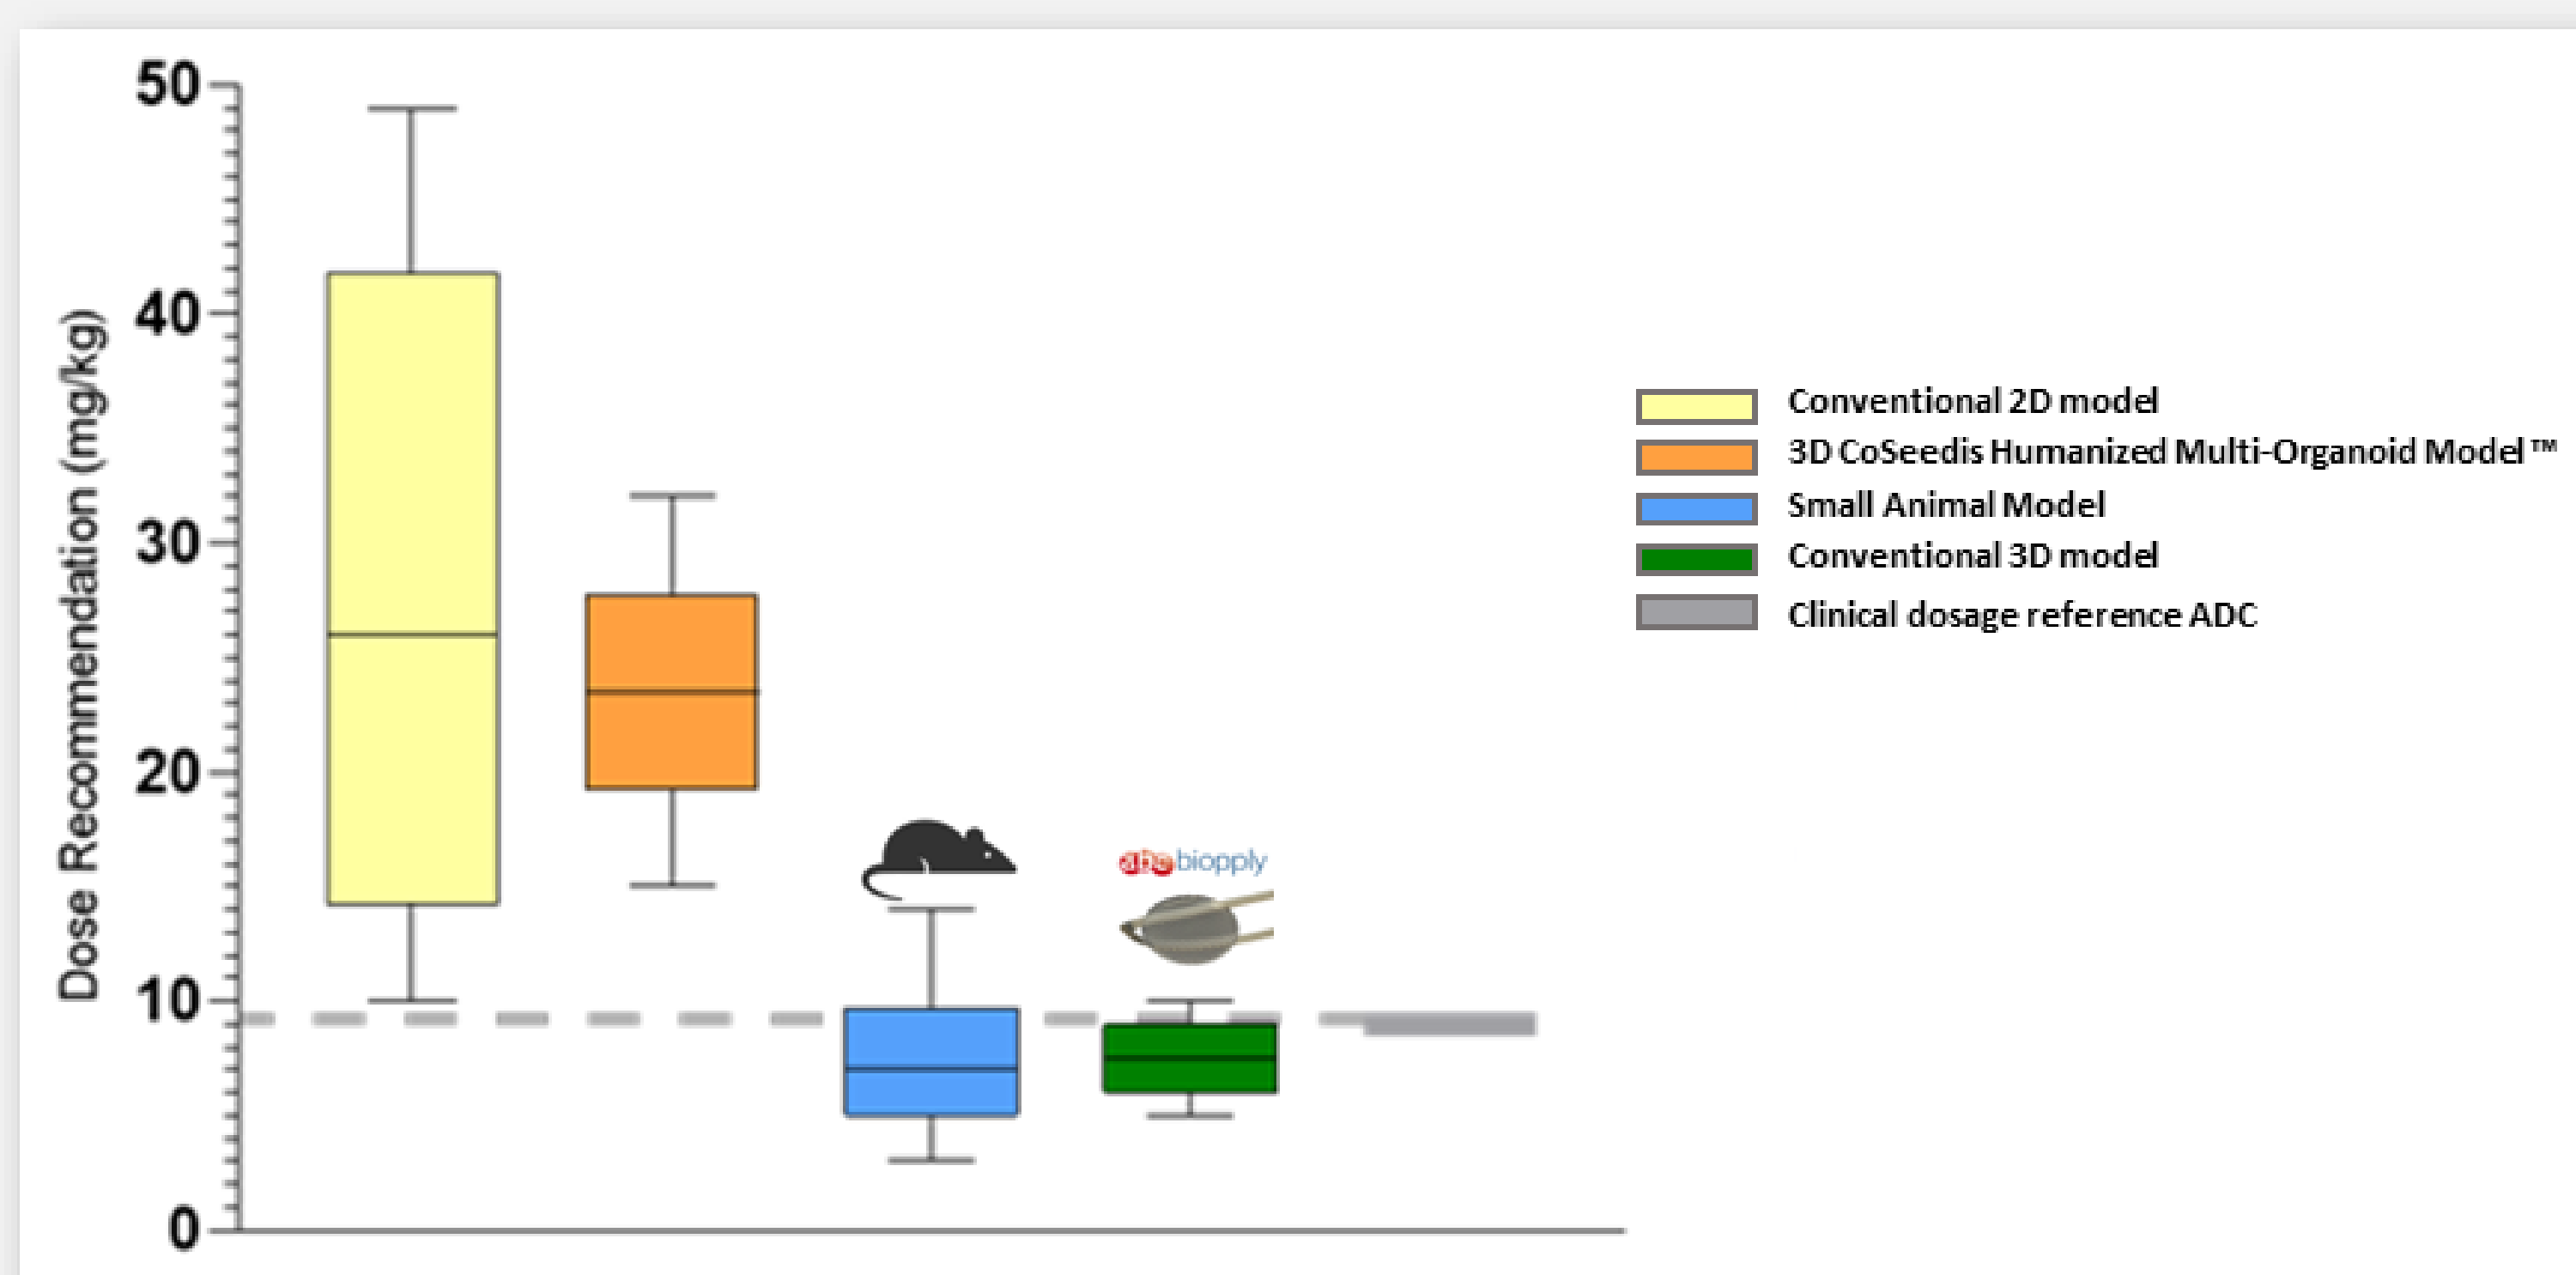 Dose Recommendation (mg/kg)
50
40
30
20
10
0
abc biopply
Conventional 2D model
3D CoSeedis Humanized Multi-Organoid Model™
Small Animal Model
Conventional 3D model
Clinical dosage reference ADC